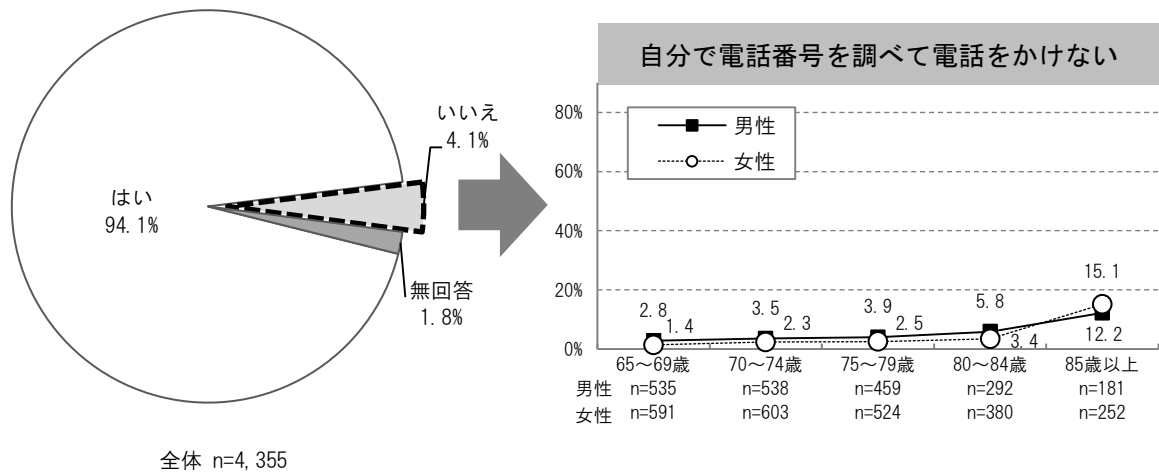 はい
94.1%
いいえ
4.1%
無回答
1.8%
全体 n=4,355
自分で電話番号を調べて電話をかけない
男性
女性
80%
60%
40%
20%
0%
2.8
1.4
3.5
2.3
3.9
2.5
5.8
3.4
15.1
12.2
65～69歳 70～74歳 75～79歳 80～84歳 85歳以上
男性 n=535 n=538 n=459 n=292 n=181
女性 n=591 n=603 n=524 n=380 n=252